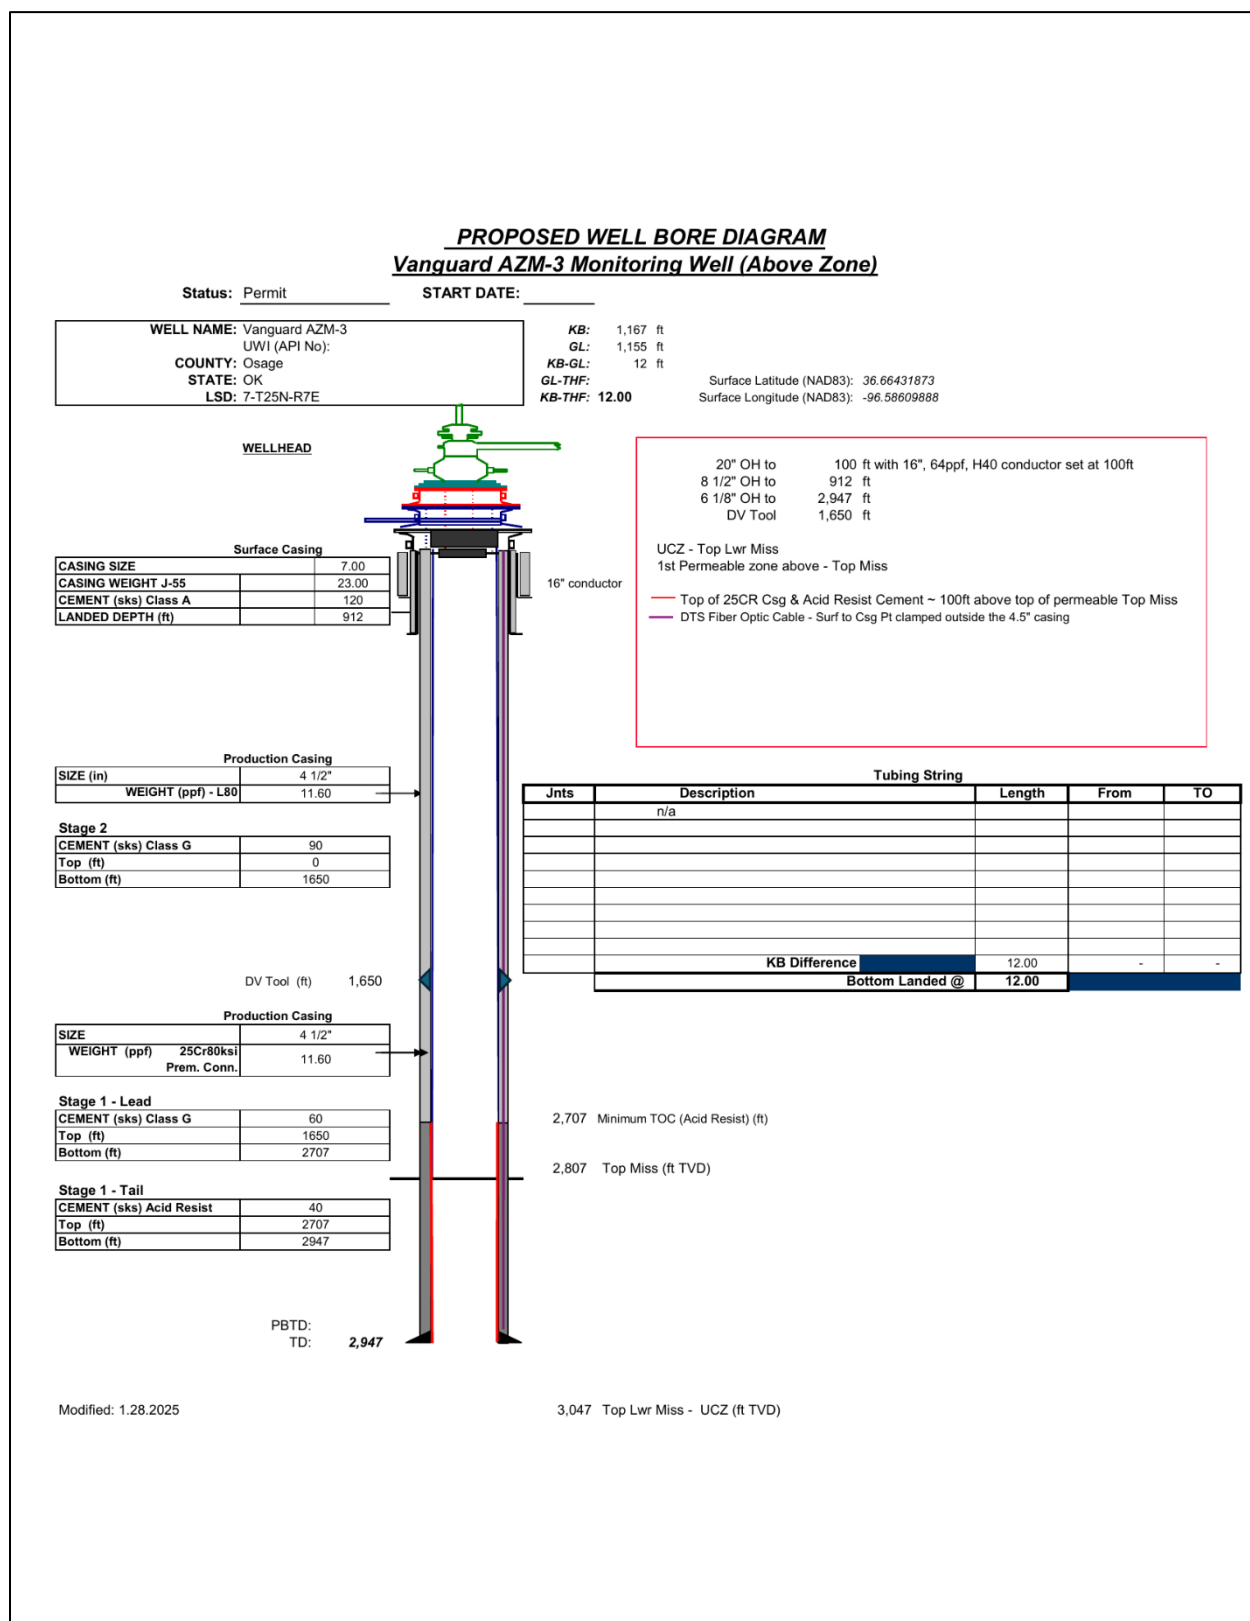 PROPOSED WELL BORE DIAGRAM
Vanguard AZM-3 Monitoring Well (Above Zone)
Status: Permit START DATE:
WELL NAME: Vanguard AZM-3
UWI (API No):
COUNTY: Osage
STATE: OK
LSD: 7-T25N-R7E
KB: 1,167 ft
GL: 1,155 ft
KB-GL: 12 ft
GL-THF:
KB-THF: 12.00
Surface Latitude (NAD83): 36.66431873
Surface Longitude (NAD83): -96.58609888
WELLHEAD
20" OH to 100 ft with 16", 64ppf, H40 conductor set at 100ft
8 1/2" OH to 912 ft
6 1/8" OH to 2,947 ft
DV Tool 1,650 ft
UCZ - Top Lwr Miss
1st Permeable zone above - Top Miss
Top of 25CR Csg & Acid Resist Cement ~ 100ft above top of permeable Top Miss
DTS Fiber Optic Cable - Surf to Csg Pt clamped outside the 4.5" casing
Surface Casing
CASING SIZE 7.00
CASING WEIGHT J-55 23.00
CEMENT (sks) Class A 120
LANDED DEPTH (ft) 912
16" conductor
Production Casing
SIZE (in) 4 1/2"
WEIGHT (ppf) - L80 11.60
Stage 2
CEMENT (sks) Class G 90
Top (ft) 0
Bottom (ft) 1650
Tubing String
Jnts Description Length From TO
n/a
KB Difference 12.00 - -
Bottom Landed @ 12.00
DV Tool (ft) 1,650
Production Casing
SIZE 4 1/2"
WEIGHT (ppf) 25Cr80ksi
Prem. Conn. 11.60
Stage 1 - Lead
CEMENT (sks) Class G 60
Top (ft) 1650
Bottom (ft) 2707
2,707 Minimum TOC (Acid Resist) (ft)
2,807 Top Miss (ft TVD)
Stage 1 - Tail
CEMENT (sks) Acid Resist 40
Top (ft) 2707
Bottom (ft) 2947
PBTD:
TD: 2,947
Modified: 1.28.2025
3,047 Top Lwr Miss - UCZ (ft TVD)